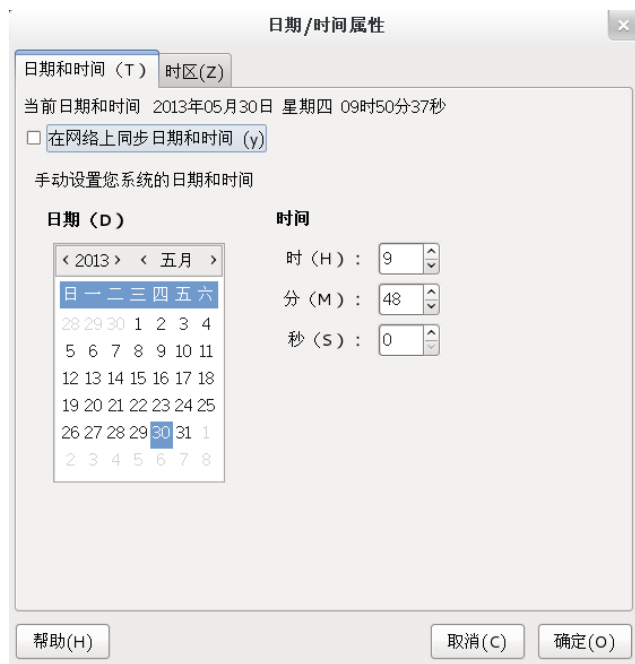 日期/时间属性
日期和时间 (T) 时区(Z)
当前日期和时间 2013年05月30日 星期四 09时50分37秒
在网络上同步日期和时间 (y)
手动设置您系统的日期和时间
日期 (D) 时间
‹ 2013 › ‹ 五月 › 时 (H) : 9
日 一 二 三 四 五 六 分 (M) : 48
28 29 30 1 2 3 4 秒 (S) : 0
5 6 7 8 9 10 11
12 13 14 15 16 17 18
19 20 21 22 23 24 25
26 27 28 29 30 31 1
2 3 4 5 6 7 8
帮助(H) 取消(C) 确定(O)